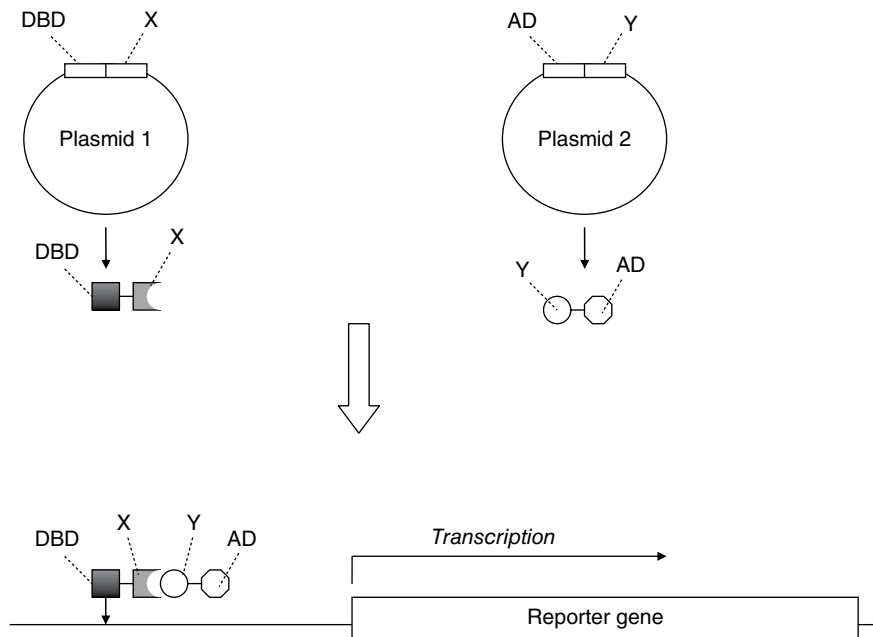 DBD
X
AD
Y
Plasmid 1
Plasmid 2
DBD
X
Y
AD
DBD
X
Y
AD
Transcription
Reporter gene